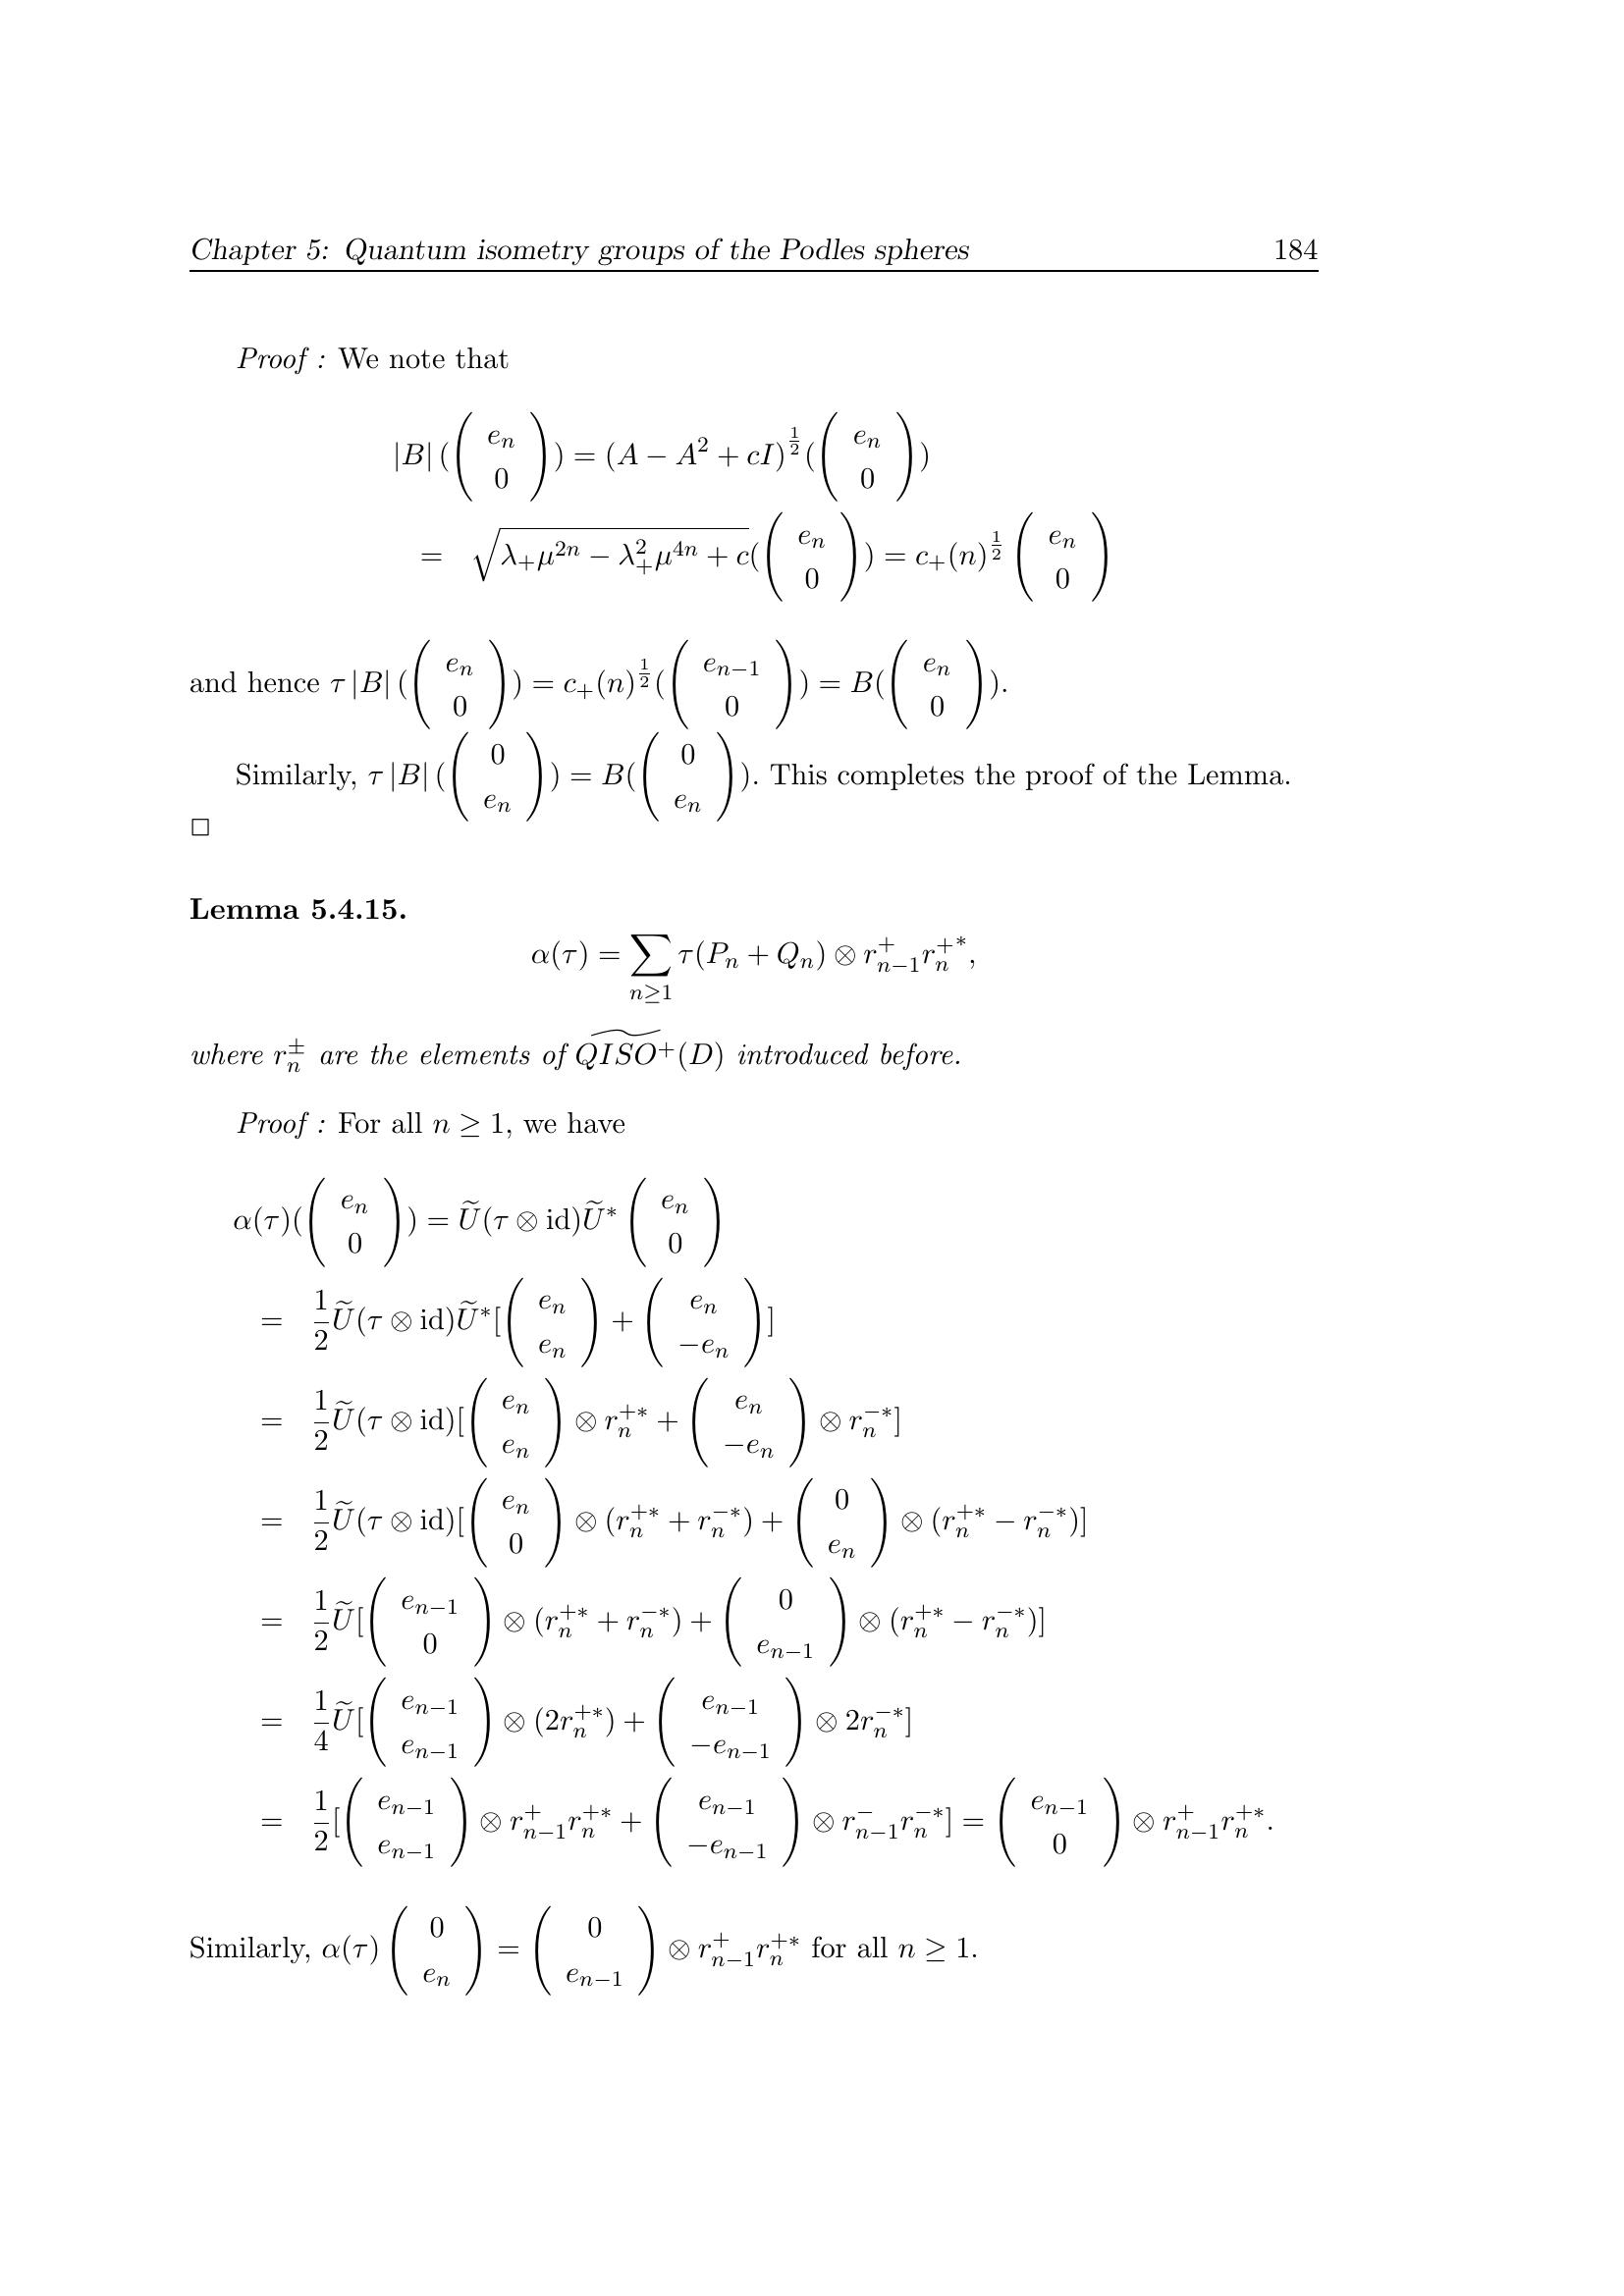 Chapter 5: Quantum isometry groups of the Podles spheres 184
Proof : We note that
$|B| (\begin{pmatrix} e_n \\ 0 \end{pmatrix}) = (A - A^2 + cI)^{\frac{1}{2}} (\begin{pmatrix} e_n \\ 0 \end{pmatrix})$
$= \sqrt{\lambda_+ \mu^{2n} - \lambda_+^2 \mu^{4n} + c} (\begin{pmatrix} e_n \\ 0 \end{pmatrix}) = c_+(n)^{\frac{1}{2}} \begin{pmatrix} e_n \\ 0 \end{pmatrix}$
and hence $\tau |B| (\begin{pmatrix} e_n \\ 0 \end{pmatrix}) = c_+(n)^{\frac{1}{2}} (\begin{pmatrix} e_{n-1} \\ 0 \end{pmatrix}) = B(\begin{pmatrix} e_n \\ 0 \end{pmatrix})$.
Similarly, $\tau |B| (\begin{pmatrix} 0 \\ e_n \end{pmatrix}) = B(\begin{pmatrix} 0 \\ e_n \end{pmatrix})$. This completes the proof of the Lemma.
□
Lemma 5.4.15.
$\alpha(\tau) = \sum_{n \geq 1} \tau(P_n + Q_n) \otimes r_{n-1}^+ {r_n^+}^*,$
where $r_n^{\pm}$ are the elements of $\widetilde{QISO^+}(D)$ introduced before.
Proof : For all $n \geq 1$, we have
$\alpha(\tau)(\begin{pmatrix} e_n \\ 0 \end{pmatrix}) = \widetilde{U}(\tau \otimes \mathrm{id})\widetilde{U}^* \begin{pmatrix} e_n \\ 0 \end{pmatrix}$
$= \frac{1}{2}\widetilde{U}(\tau \otimes \mathrm{id})\widetilde{U}^* [\begin{pmatrix} e_n \\ e_n \end{pmatrix} + \begin{pmatrix} e_n \\ -e_n \end{pmatrix}]$
$= \frac{1}{2}\widetilde{U}(\tau \otimes \mathrm{id}) [\begin{pmatrix} e_n \\ e_n \end{pmatrix} \otimes r_n^{+*} + \begin{pmatrix} e_n \\ -e_n \end{pmatrix} \otimes r_n^{-*}]$
$= \frac{1}{2}\widetilde{U}(\tau \otimes \mathrm{id}) [\begin{pmatrix} e_n \\ 0 \end{pmatrix} \otimes (r_n^{+*} + r_n^{-*}) + \begin{pmatrix} 0 \\ e_n \end{pmatrix} \otimes (r_n^{+*} - r_n^{-*})]$
$= \frac{1}{2}\widetilde{U} [\begin{pmatrix} e_{n-1} \\ 0 \end{pmatrix} \otimes (r_n^{+*} + r_n^{-*}) + \begin{pmatrix} 0 \\ e_{n-1} \end{pmatrix} \otimes (r_n^{+*} - r_n^{-*})]$
$= \frac{1}{4}\widetilde{U} [\begin{pmatrix} e_{n-1} \\ e_{n-1} \end{pmatrix} \otimes (2r_n^{+*}) + \begin{pmatrix} e_{n-1} \\ -e_{n-1} \end{pmatrix} \otimes 2r_n^{-*}]$
$= \frac{1}{2} [\begin{pmatrix} e_{n-1} \\ e_{n-1} \end{pmatrix} \otimes r_{n-1}^+ r_n^{+*} + \begin{pmatrix} e_{n-1} \\ -e_{n-1} \end{pmatrix} \otimes r_{n-1}^- r_n^{-*}] = \begin{pmatrix} e_{n-1} \\ 0 \end{pmatrix} \otimes r_{n-1}^+ r_n^{+*}.$
Similarly, $\alpha(\tau) \begin{pmatrix} 0 \\ e_n \end{pmatrix} = \begin{pmatrix} 0 \\ e_{n-1} \end{pmatrix} \otimes r_{n-1}^+ r_n^{+*}$ for all $n \geq 1$.